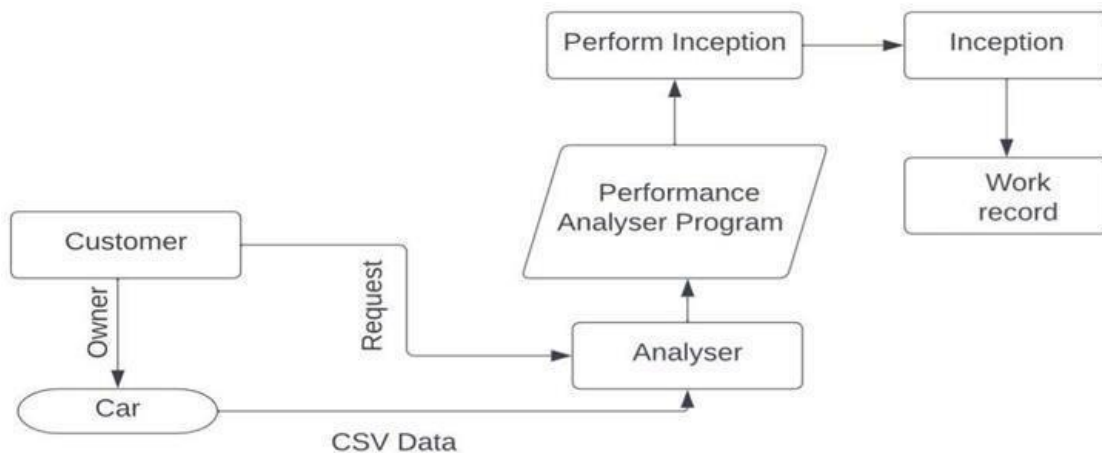 Perform Inception
Inception
Performance
Analyser Program
Work
record
Customer
Owner
Request
Analyser
Car
CSV Data